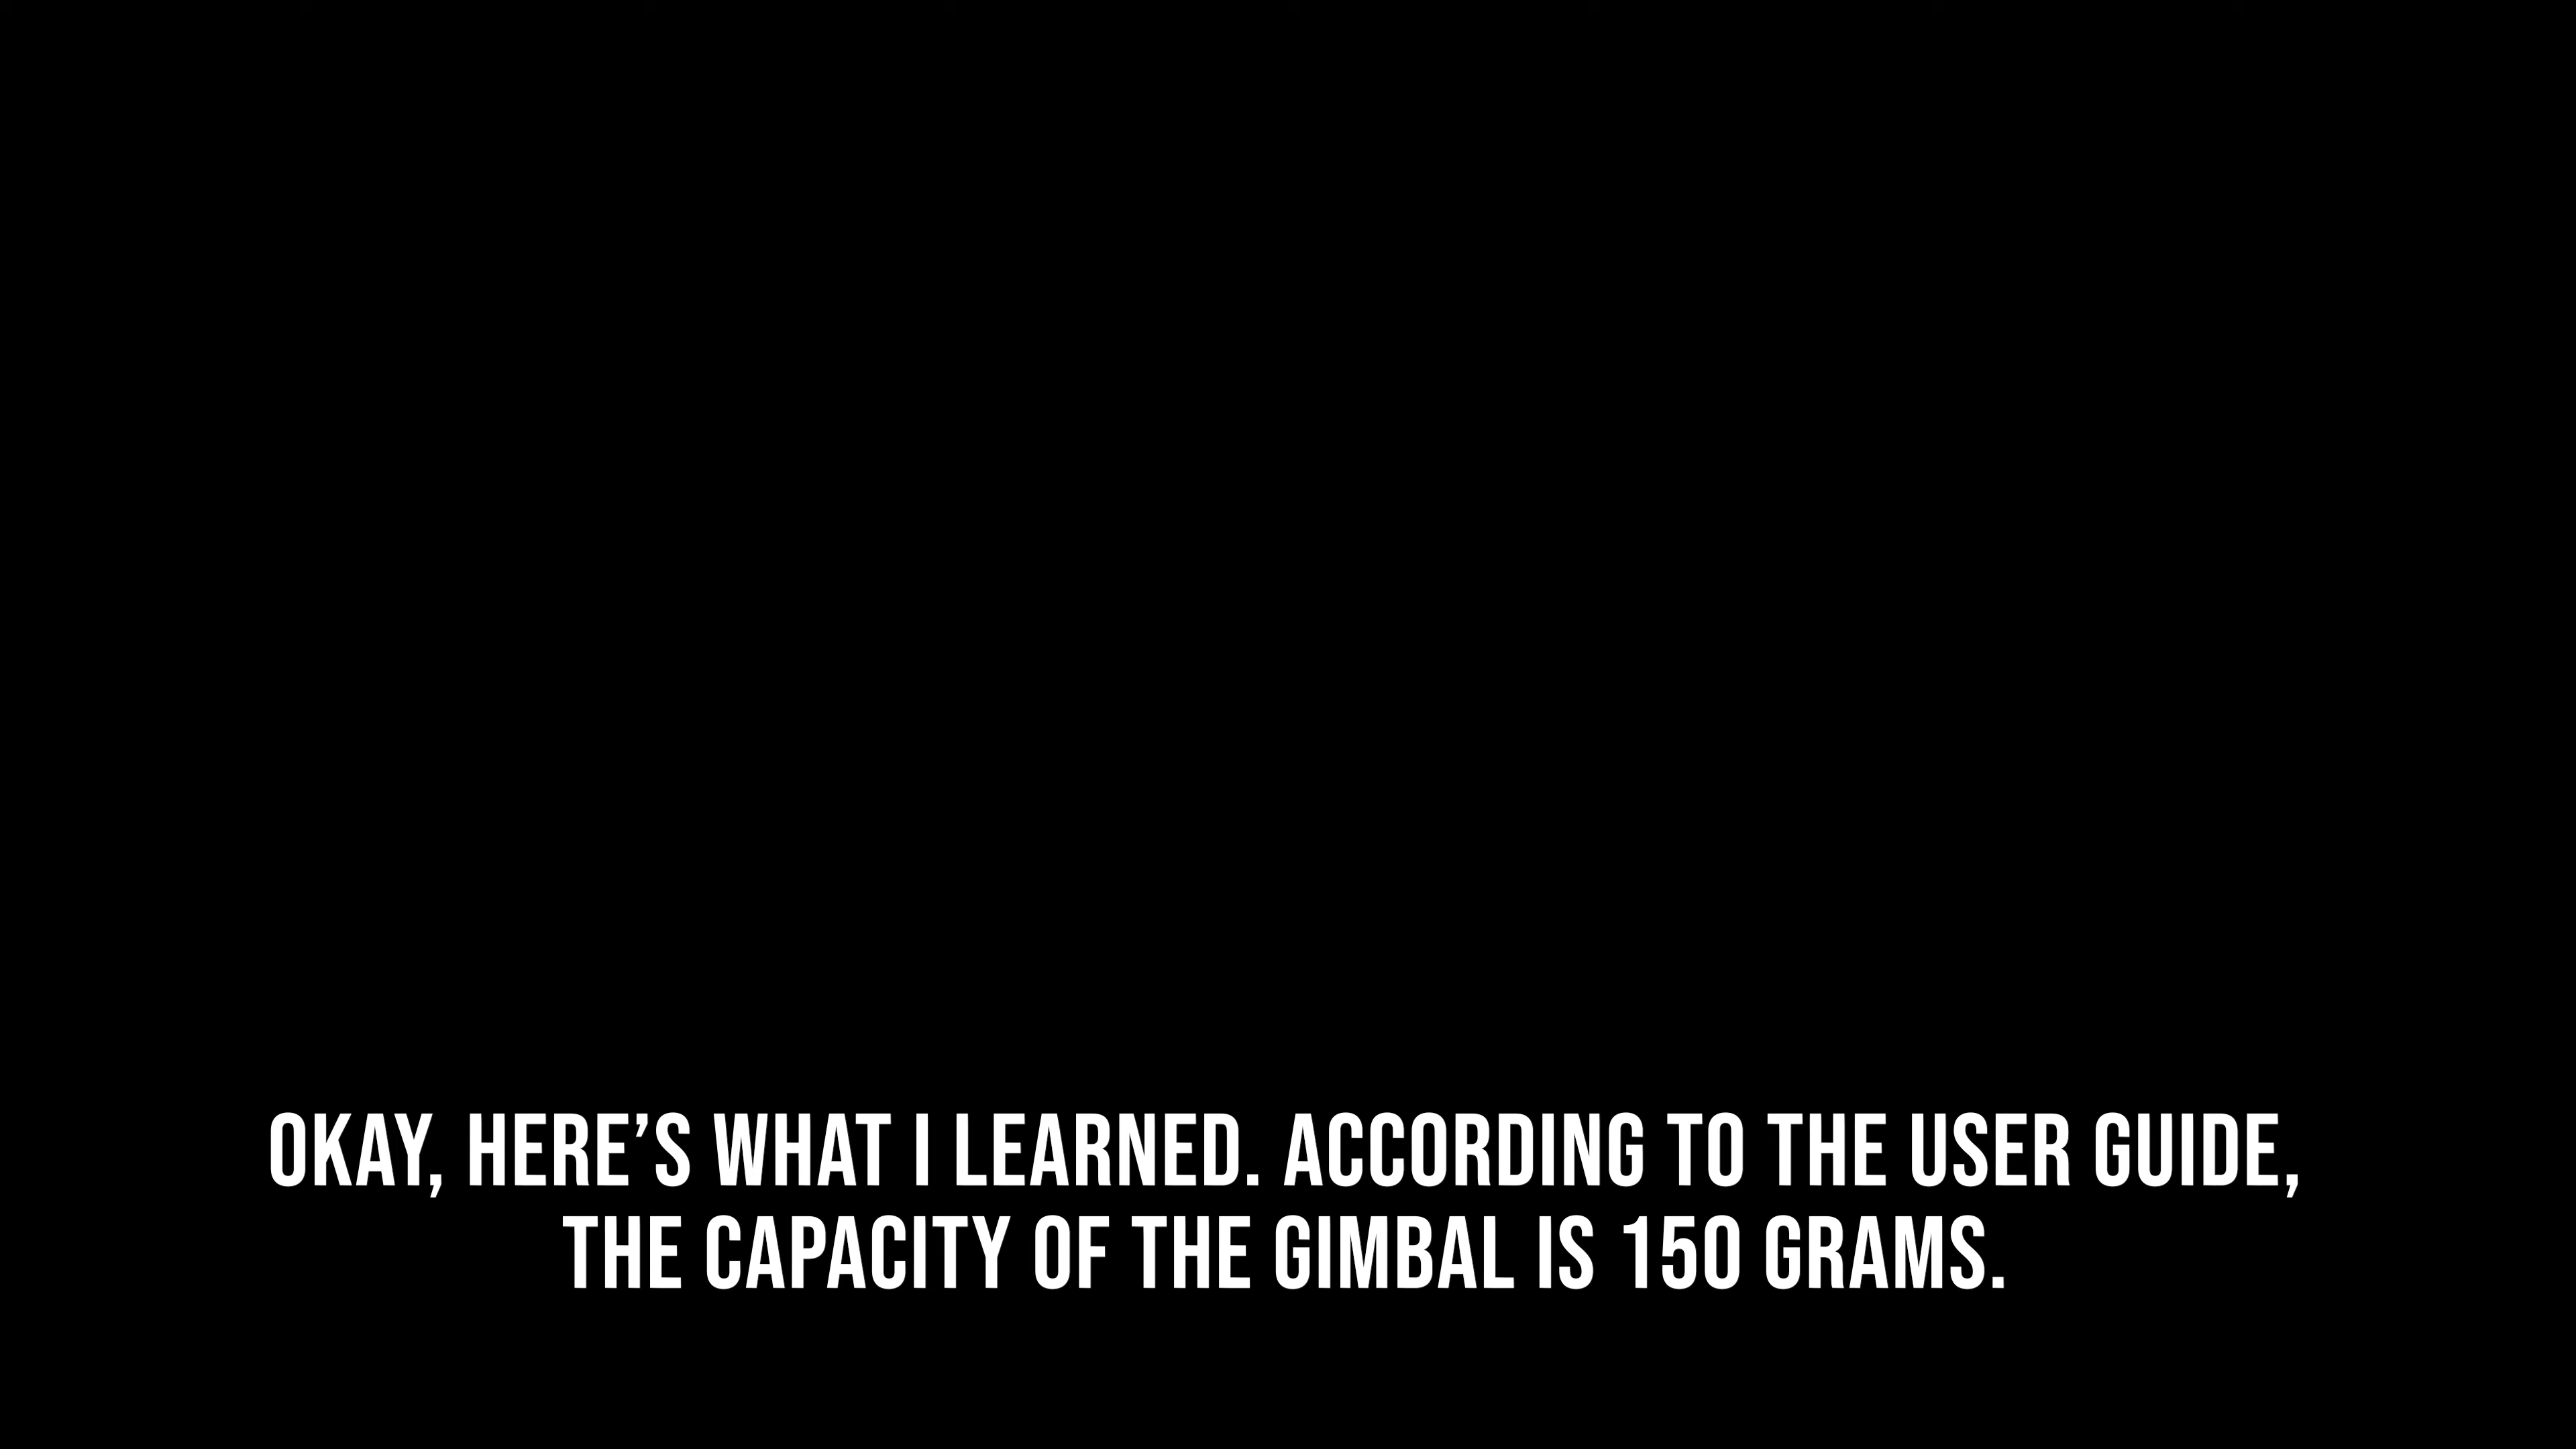 OKAY, HERE’S WHAT I LEARNED. ACCORDING TO THE USER GUIDE,
THE CAPACITY OF THE GIMBAL IS 150 GRAMS.